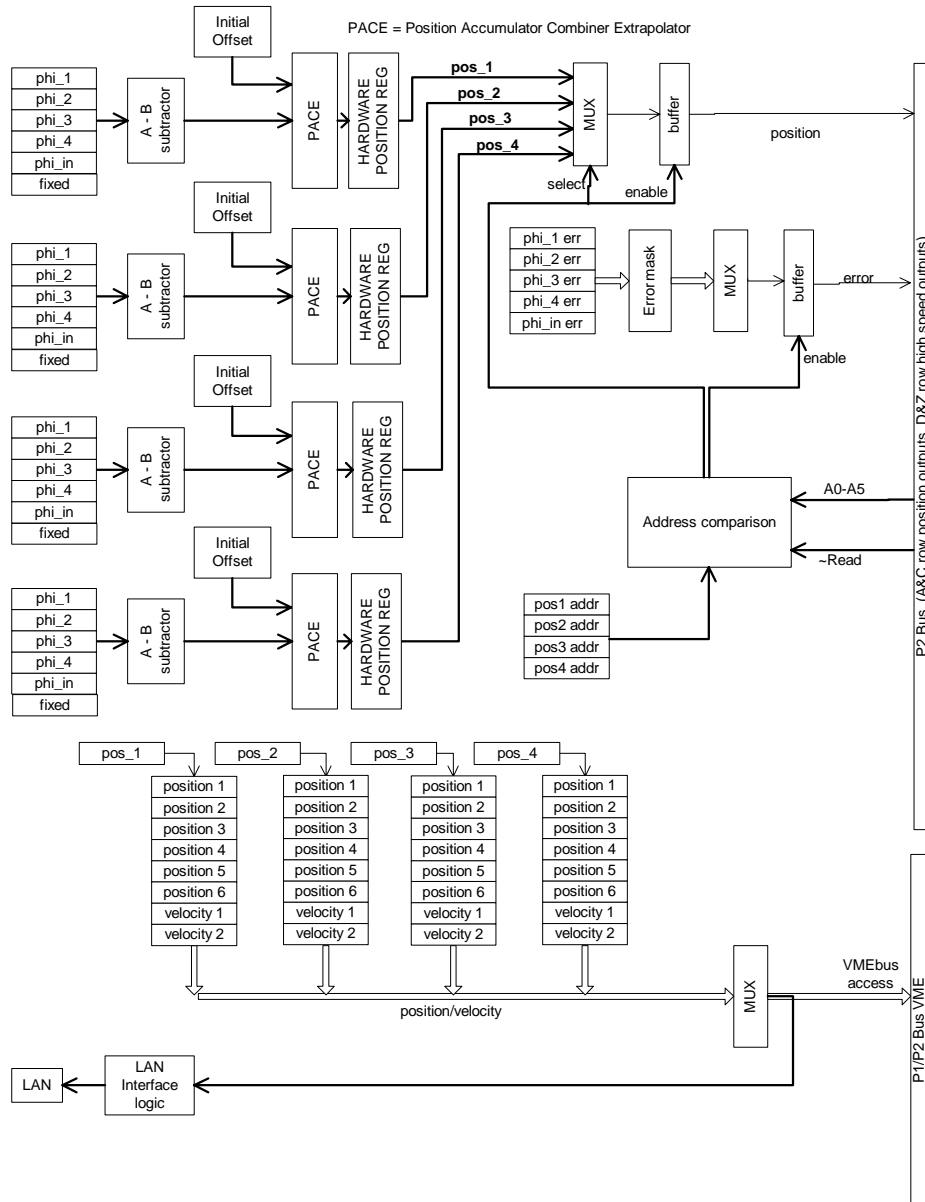 PACE = Position Accumulator Combiner Extrapolator
Initial
Offset
phi_1
phi_2
phi_3
phi_4
phi_in
fixed
A - B
subtractor
PACE
HARDWARE
POSITION REG
pos_1
pos_2
pos_3
pos_4
MUX
select
buffer
enable
position
Initial
Offset
phi_1
phi_2
phi_3
phi_4
phi_in
fixed
A - B
subtractor
PACE
HARDWARE
POSITION REG
phi_1 err
phi_2 err
phi_3 err
phi_4 err
phi_in err
Error mask
MUX
buffer
error
enable
Initial
Offset
phi_1
phi_2
phi_3
phi_4
phi_in
fixed
A - B
subtractor
PACE
HARDWARE
POSITION REG
Address comparison
A0-A5
~Read
P2 Bus (A&C row position outputs, D&Z row high speed outputs)
Initial
Offset
phi_1
phi_2
phi_3
phi_4
phi_in
fixed
A - B
subtractor
PACE
HARDWARE
POSITION REG
pos1 addr
pos2 addr
pos3 addr
pos4 addr
pos_1
position 1
position 2
position 3
position 4
position 5
position 6
velocity 1
velocity 2
pos_2
position 1
position 2
position 3
position 4
position 5
position 6
velocity 1
velocity 2
pos_3
position 1
position 2
position 3
position 4
position 5
position 6
velocity 1
velocity 2
pos_4
position 1
position 2
position 3
position 4
position 5
position 6
velocity 1
velocity 2
position/velocity
MUX
VMEbus
access
P1/P2 Bus VME
LAN
LAN
Interface
logic